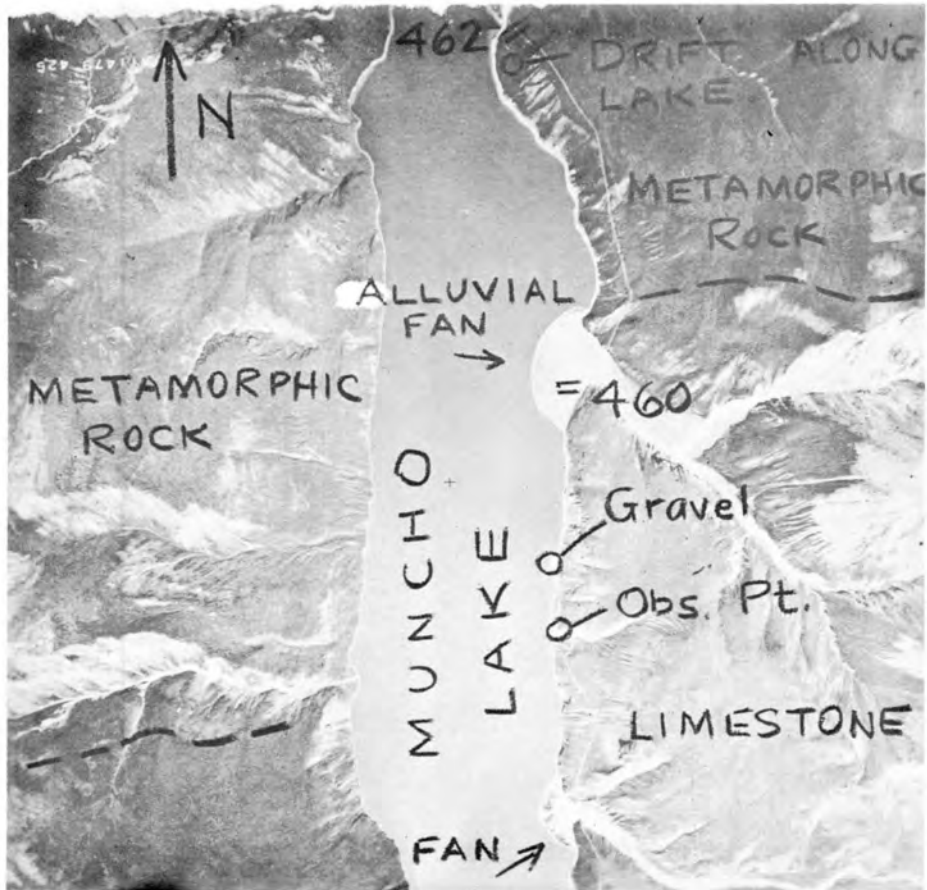 462
DRIFT ALONG
LAKE
N
METAMORPHIC
ROCK
ALLUVIAL
FAN
= 460
METAMORPHIC
ROCK
MUNCHO
LAKE
Gravel
Obs. Pt.
LIMESTONE
FAN